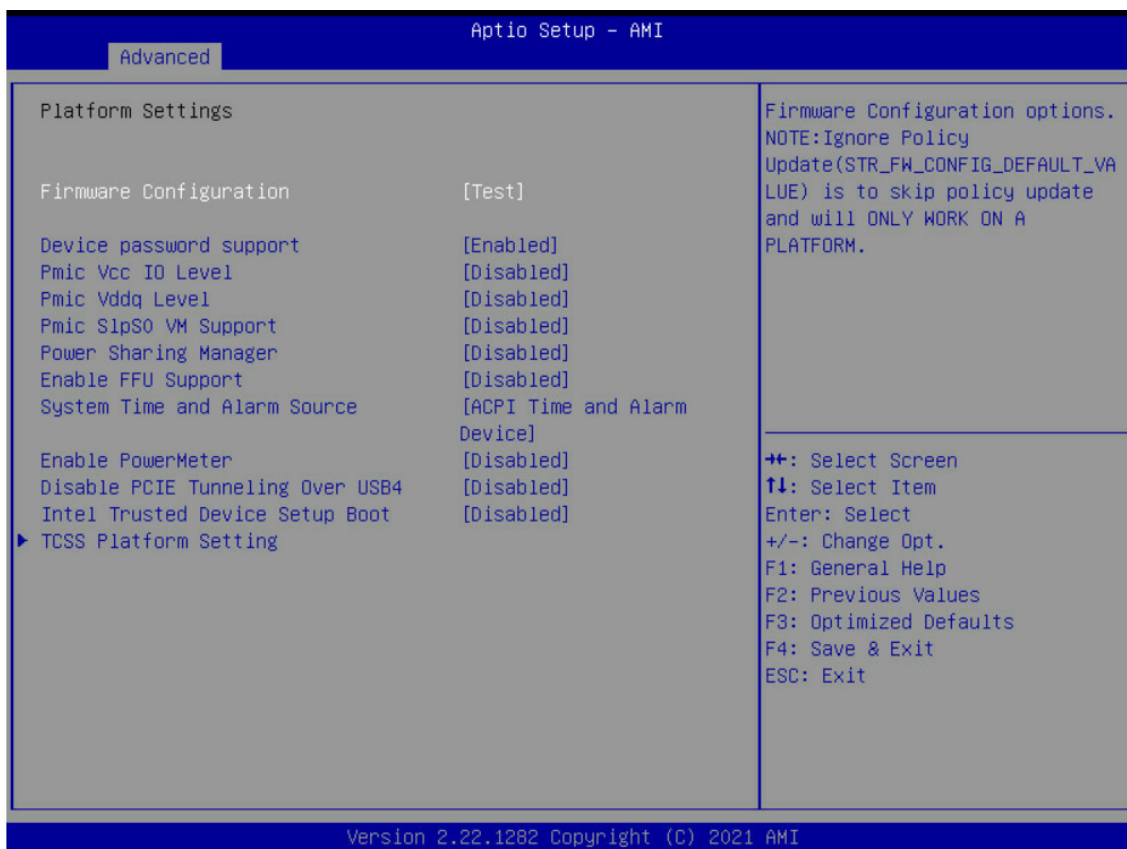 Aptio Setup – AMI
Advanced
Platform Settings
Firmware Configuration [Test]
Device password support [Enabled]
Pmic Vcc IO Level [Disabled]
Pmic Vddq Level [Disabled]
Pmic SlpS0 VM Support [Disabled]
Power Sharing Manager [Disabled]
Enable FFU Support [Disabled]
System Time and Alarm Source [ACPI Time and Alarm
Device]
Enable PowerMeter [Disabled]
Disable PCIE Tunneling Over USB4 [Disabled]
Intel Trusted Device Setup Boot [Disabled]
TCSS Platform Setting
Firmware Configuration options.
NOTE:Ignore Policy
Update(STR_FW_CONFIG_DEFAULT_VA
LUE) is to skip policy update
and will ONLY WORK ON A
PLATFORM.
→←: Select Screen
↑↓: Select Item
Enter: Select
+/-: Change Opt.
F1: General Help
F2: Previous Values
F3: Optimized Defaults
F4: Save & Exit
ESC: Exit
Version 2.22.1282 Copyright (C) 2021 AMI